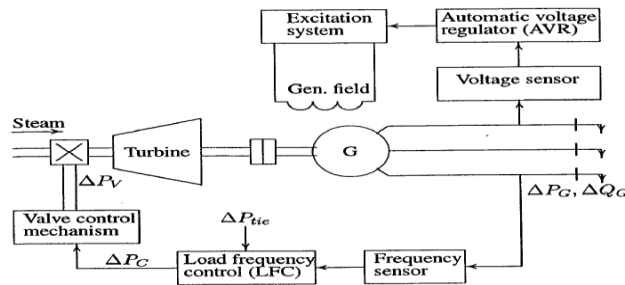 Excitation
system
Automatic voltage
regulator (AVR)
Gen. field
Voltage sensor
Steam
Turbine
G
ΔP_V
ΔP_G, ΔQ_G
Valve control
mechanism
ΔP_tie
ΔP_C
Load frequency
control (LFC)
Frequency
sensor